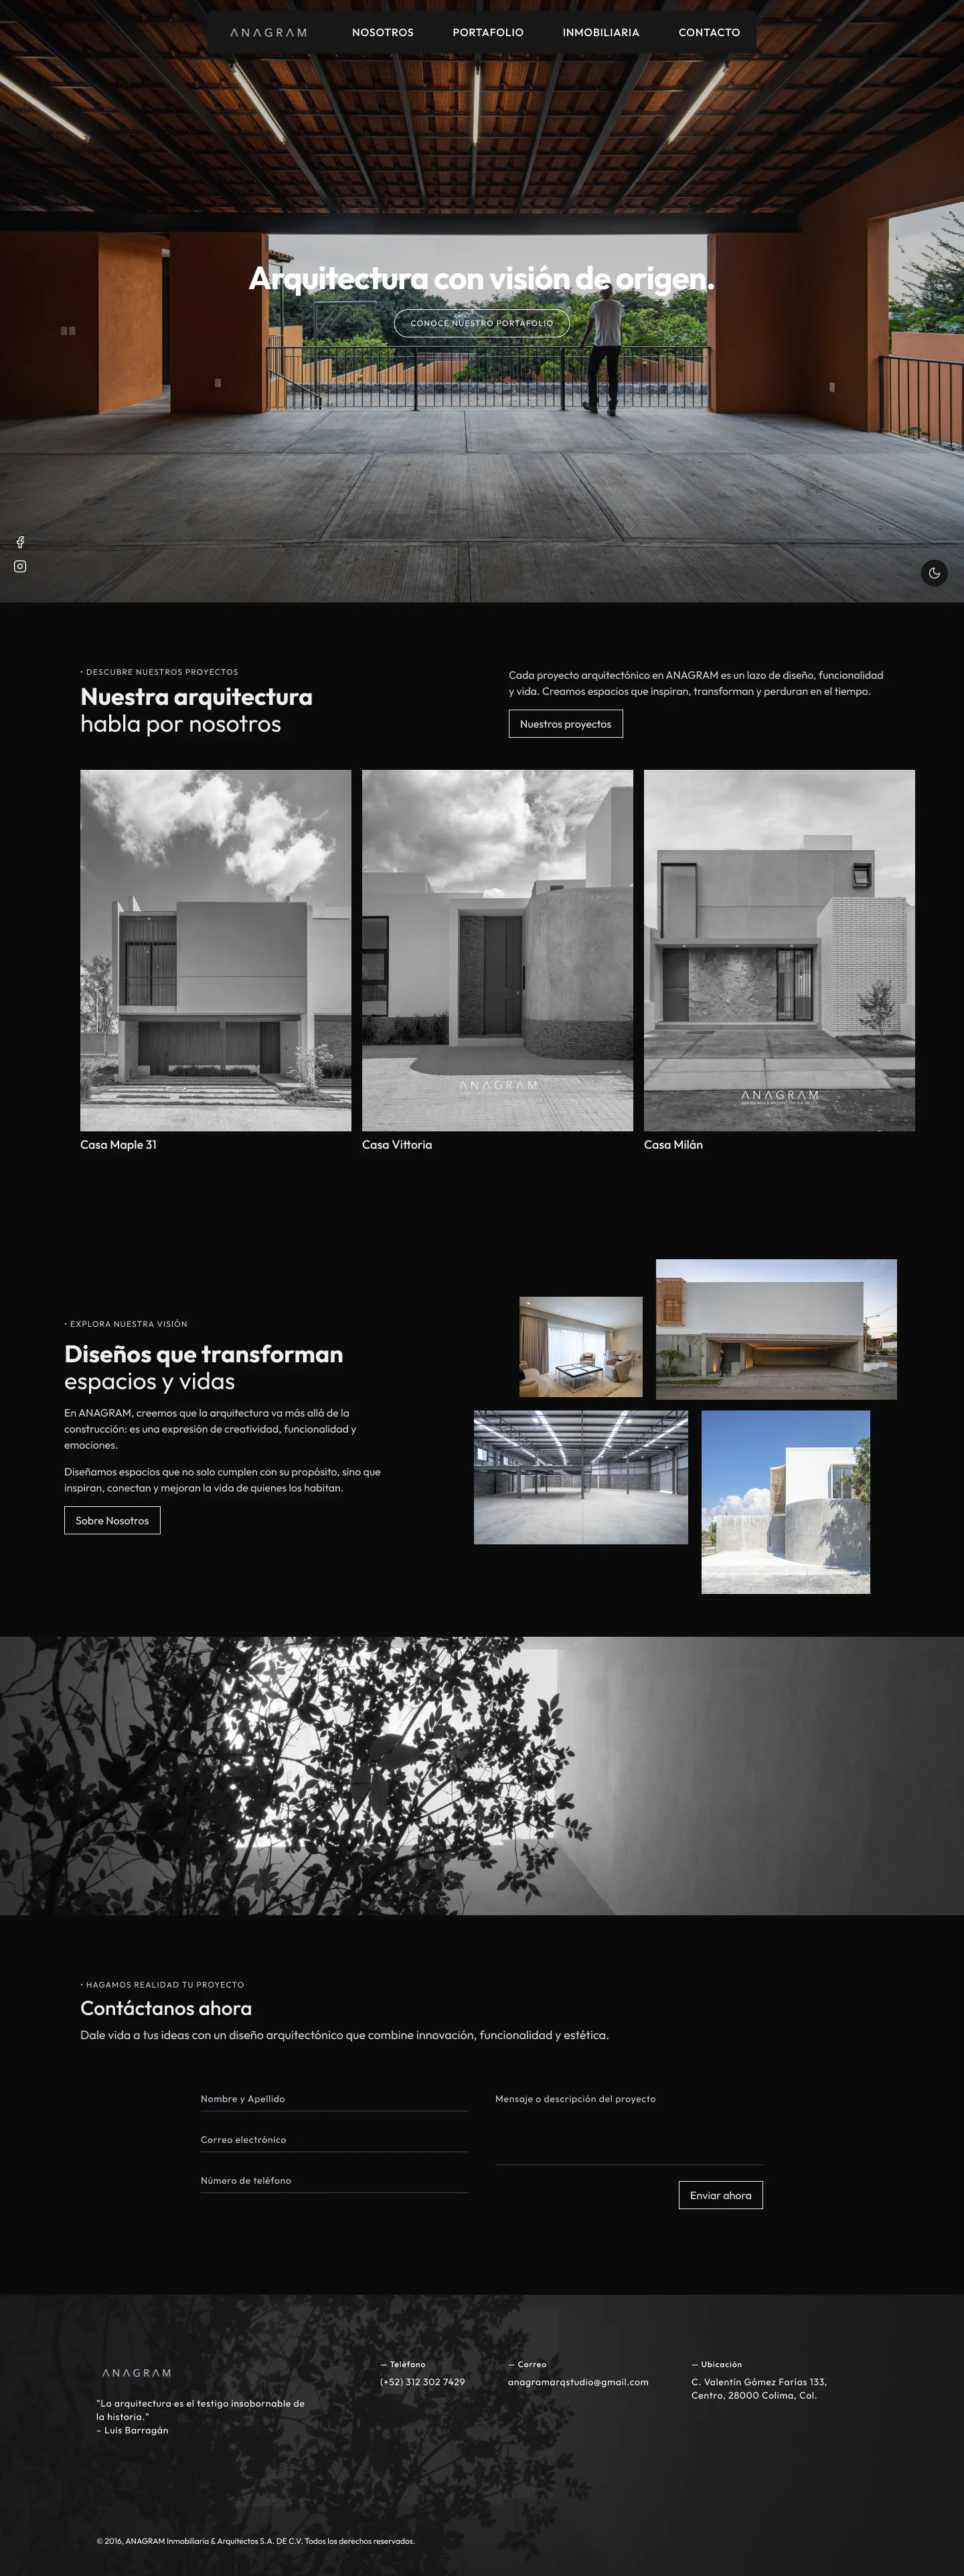 ANAGRAM
NOSOTROS
PORTAFOLIO
INMOBILIARIA
CONTACTO
Arquitectura con visión de origen.
CONOCE NUESTRO PORTAFOLIO
• DESCUBRE NUESTROS PROYECTOS
Nuestra arquitectura
habla por nosotros
Cada proyecto arquitectónico en ANAGRAM es un lazo de diseño, funcionalidad
y vida. Creamos espacios que inspiran, transforman y perduran en el tiempo.
Nuestros proyectos
ANAGRAM
ANAGRAM
Casa Maple 31
Casa Vittoria
Casa Milán
• EXPLORA NUESTRA VISIÓN
Diseños que transforman
espacios y vidas
En ANAGRAM, creemos que la arquitectura va más allá de la
construcción: es una expresión de creatividad, funcionalidad y
emociones.
Diseñamos espacios que no solo cumplen con su propósito, sino que
inspiran, conectan y mejoran la vida de quienes los habitan.
Sobre Nosotros
• HAGAMOS REALIDAD TU PROYECTO
Contáctanos ahora
Dale vida a tus ideas con un diseño arquitectónico que combine innovación, funcionalidad y estética.
Nombre y Apellido
Correo electrónico
Número de teléfono
Mensaje o descripción del proyecto
Enviar ahora
ANAGRAM
"La arquitectura es el testigo insobornable de
la historia."
– Luis Barragán
— Teléfono
(+52) 312 302 7429
— Correo
anagramarqstudio@gmail.com
— Ubicación
C. Valentín Gómez Farías 133,
Centro, 28000 Colima, Col.
© 2016, ANAGRAM Inmobiliaria & Arquitectos S.A. DE C.V. Todos los derechos reservados.